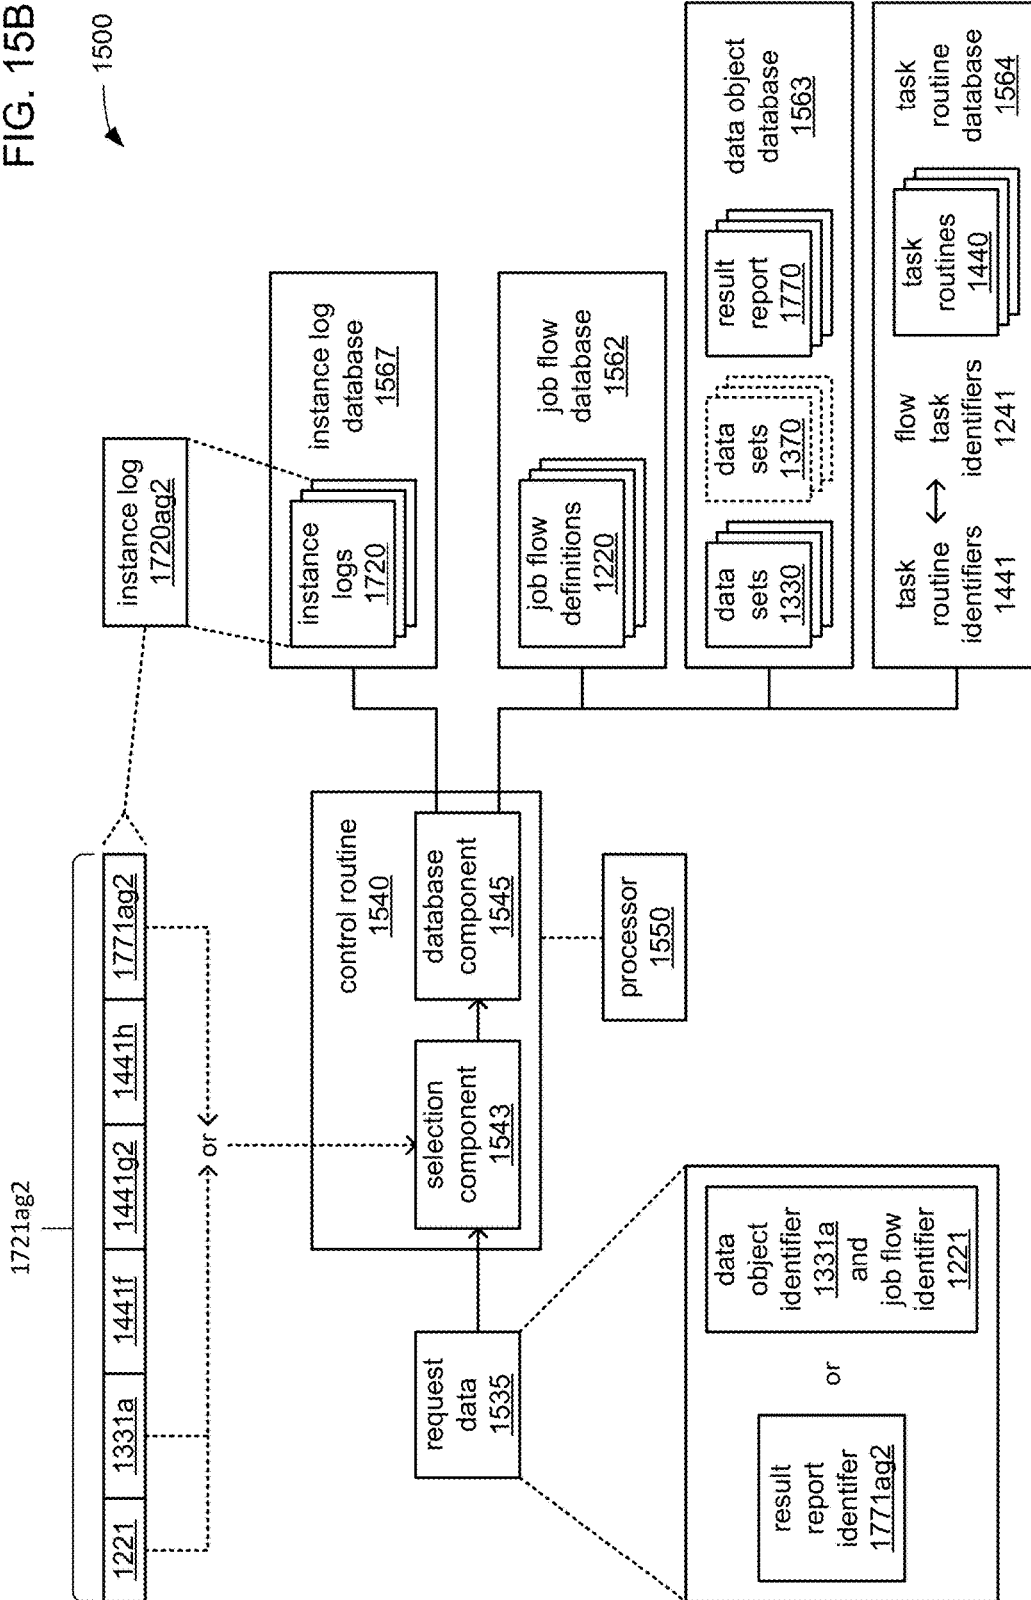 FIG. 15B
1500
1721ag2
1221
1331a
1441f
1441g2
1441h
1771ag2
or
instance log
1720ag2
request
data
1535
control routine
1540
selection
component
1543
database
component
1545
processor
1550
instance
logs
1720
instance log
database
1567
job flow
definitions
1220
job flow
database
1562
data
sets
1330
data
sets
1370
result
report
1770
data object
database
1563
task
routine
identifiers
1441
flow
task
identifiers
1241
task
routines
1440
task
routine
database
1564
result
report
identifer
1771ag2
or
data
object
identifier
1331a
and
job flow
identifier
1221